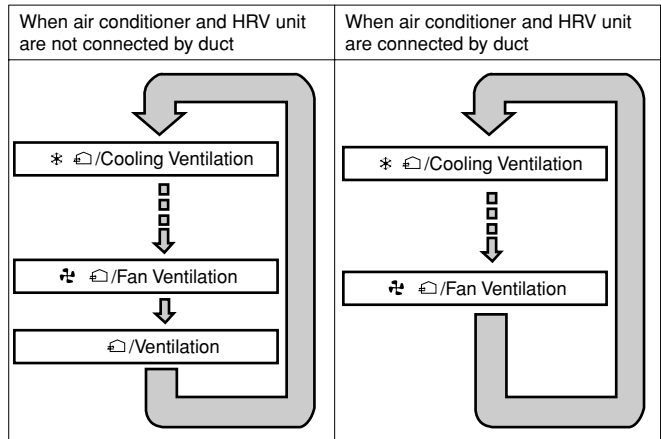 When air conditioner and HRV unit
are not connected by duct
/Cooling Ventilation
/Fan Ventilation
/Ventilation
When air conditioner and HRV unit
are connected by duct
/Cooling Ventilation
/Fan Ventilation